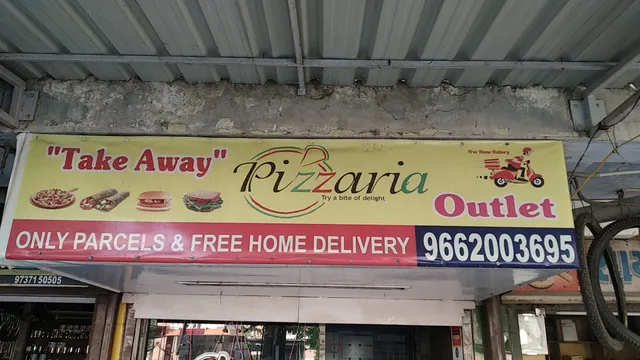 "Take Away"
Pizzaria
Try a bite of delight
Free Home Delivery
Outlet
ONLY PARCELS & FREE HOME DELIVERY
9662003695
9737150505